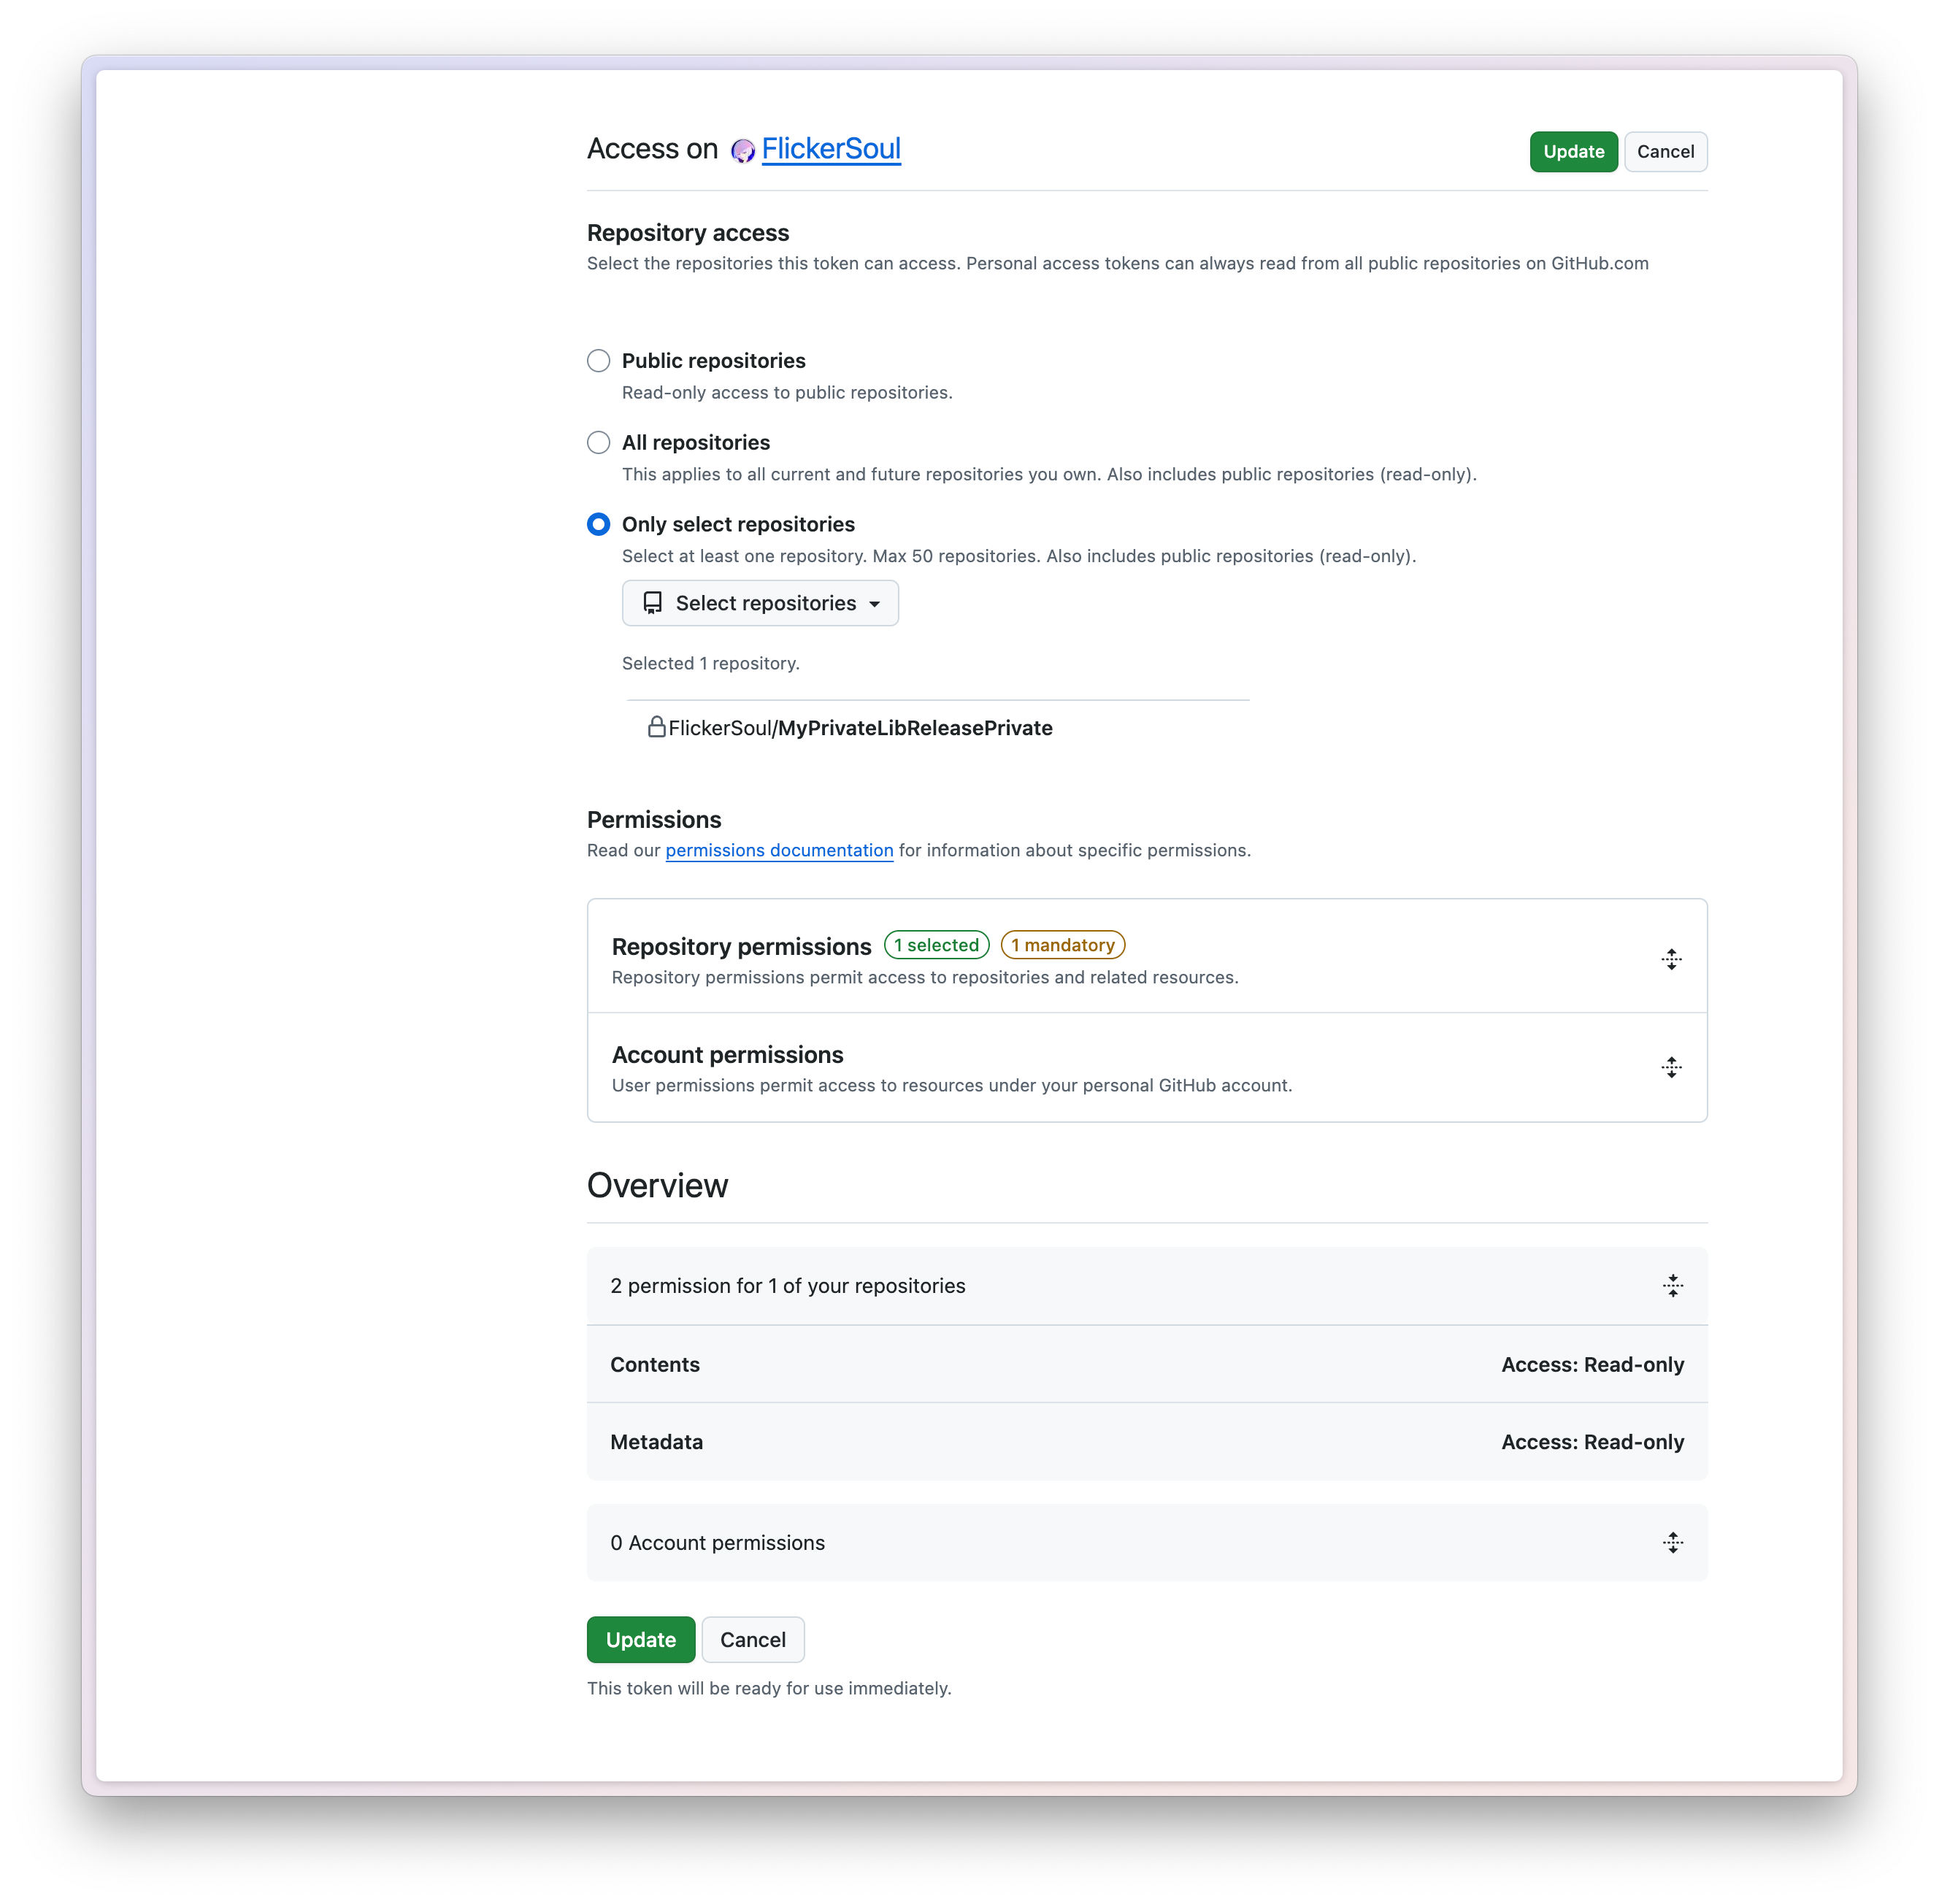 Access on FlickerSoul
Update
Cancel
Repository access
Select the repositories this token can access. Personal access tokens can always read from all public repositories on GitHub.com
Public repositories
Read-only access to public repositories.
All repositories
This applies to all current and future repositories you own. Also includes public repositories (read-only).
Only select repositories
Select at least one repository. Max 50 repositories. Also includes public repositories (read-only).
Select repositories
Selected 1 repository.
FlickerSoul/MyPrivateLibReleasePrivate
Permissions
Read our permissions documentation for information about specific permissions.
Repository permissions 1 selected 1 mandatory
Repository permissions permit access to repositories and related resources.
Account permissions
User permissions permit access to resources under your personal GitHub account.
Overview
2 permission for 1 of your repositories
Contents Access: Read-only
Metadata Access: Read-only
0 Account permissions
Update Cancel
This token will be ready for use immediately.